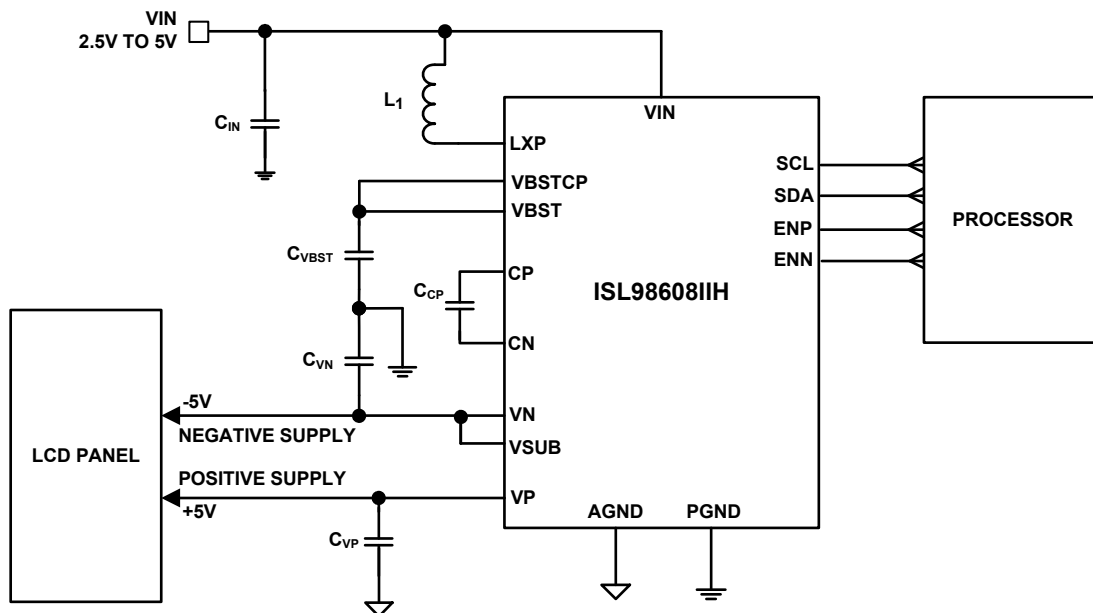 VIN
2.5V TO 5V
L1
CIN
VIN
LXP
VBSTCP
VBST
CVBST
CP
CCP
CN
CVN
ISL98608IIH
SCL
SDA
ENP
ENN
PROCESSOR
-5V
NEGATIVE SUPPLY
VN
VSUB
LCD PANEL
POSITIVE SUPPLY
+5V
VP
CVP
AGND
PGND